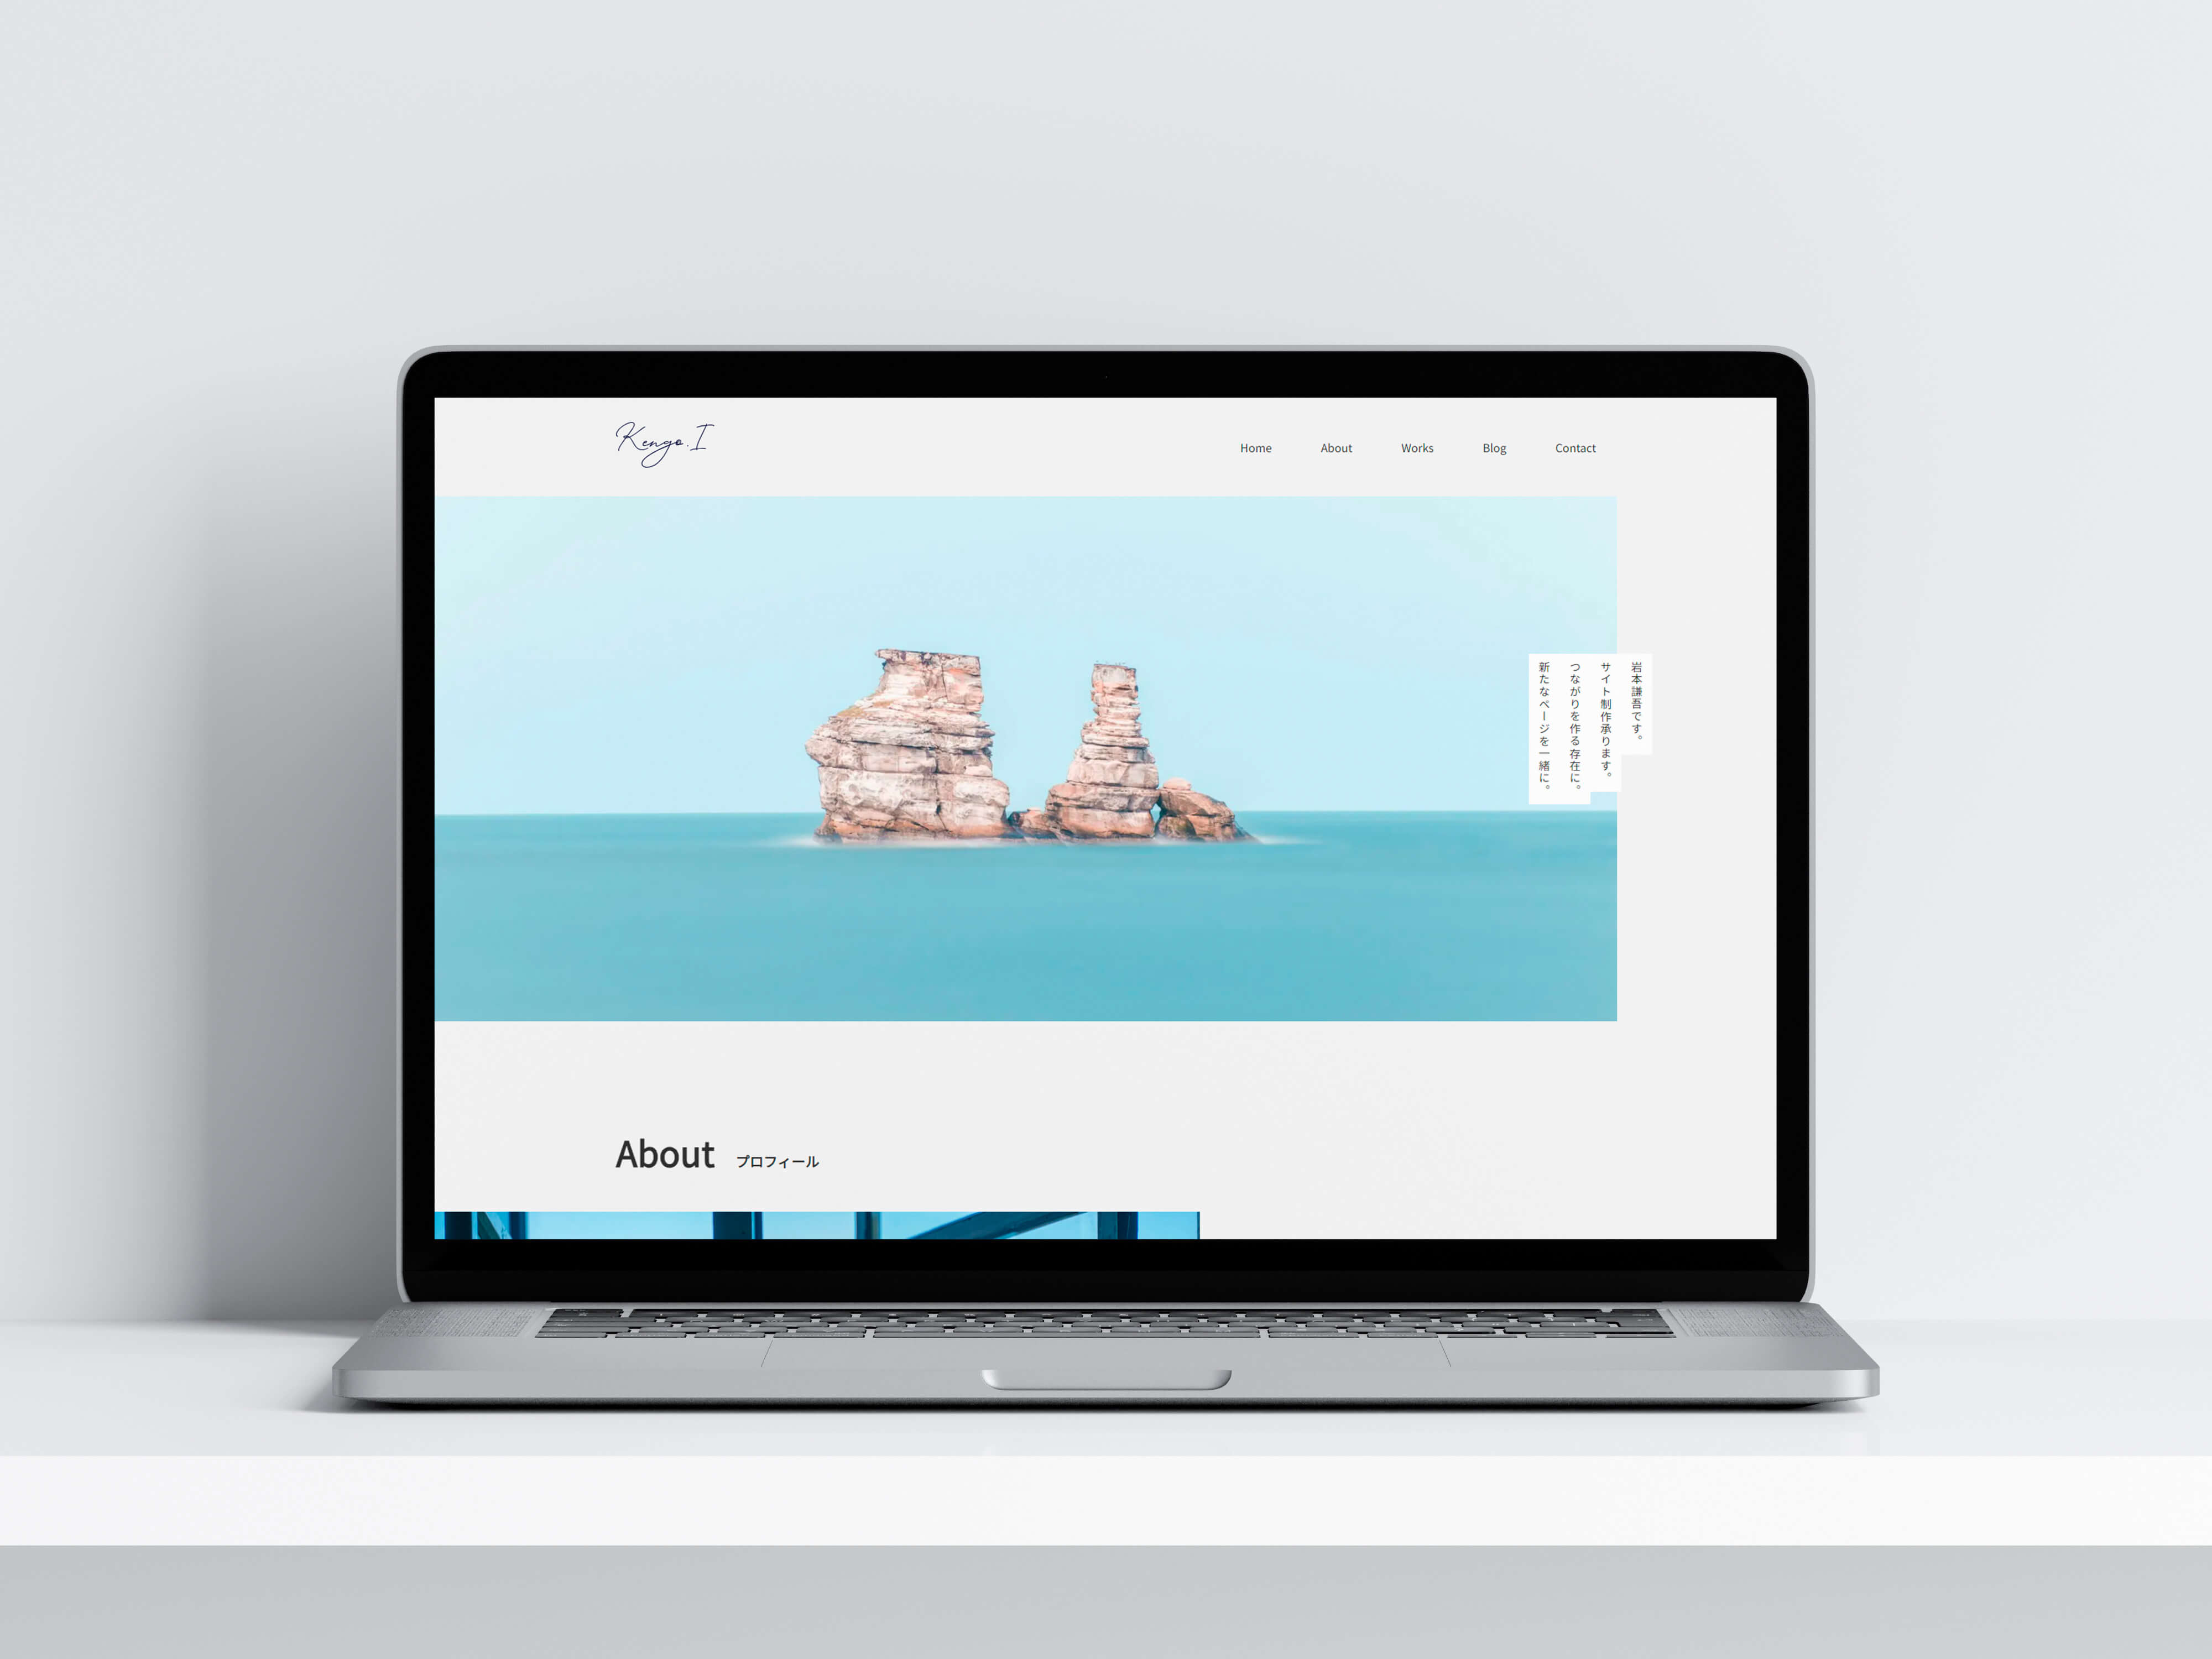 Kengo.I
Home About Works Blog Contact
岩本謙吾です。
サイト制作承ります。
つながりを作る存在に。
新たなページを一緒に。
About プロフィール